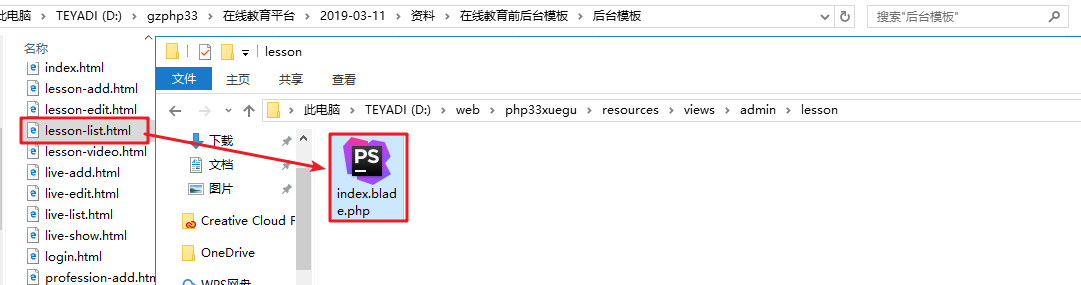 此电脑 > TEYADI (D:) > gzphp33 > 在线教育平台 > 2019-03-11 > 资料 > 在线教育前后台模板 > 后台模板
搜索"后台模板"
名称
index.html
lesson-add.html
lesson-edit.html
lesson-list.html
lesson-video.html
live-add.html
live-edit.html
live-list.html
live-show.html
login.html
profession-add.htm
lesson
文件 主页 共享 查看
此电脑 > TEYADI (D:) > web > php33xuegu > resources > views > admin > lesson
下载
文档
图片
Creative Cloud F
OneDrive
WPS网盘
PS
index.blad
e.php